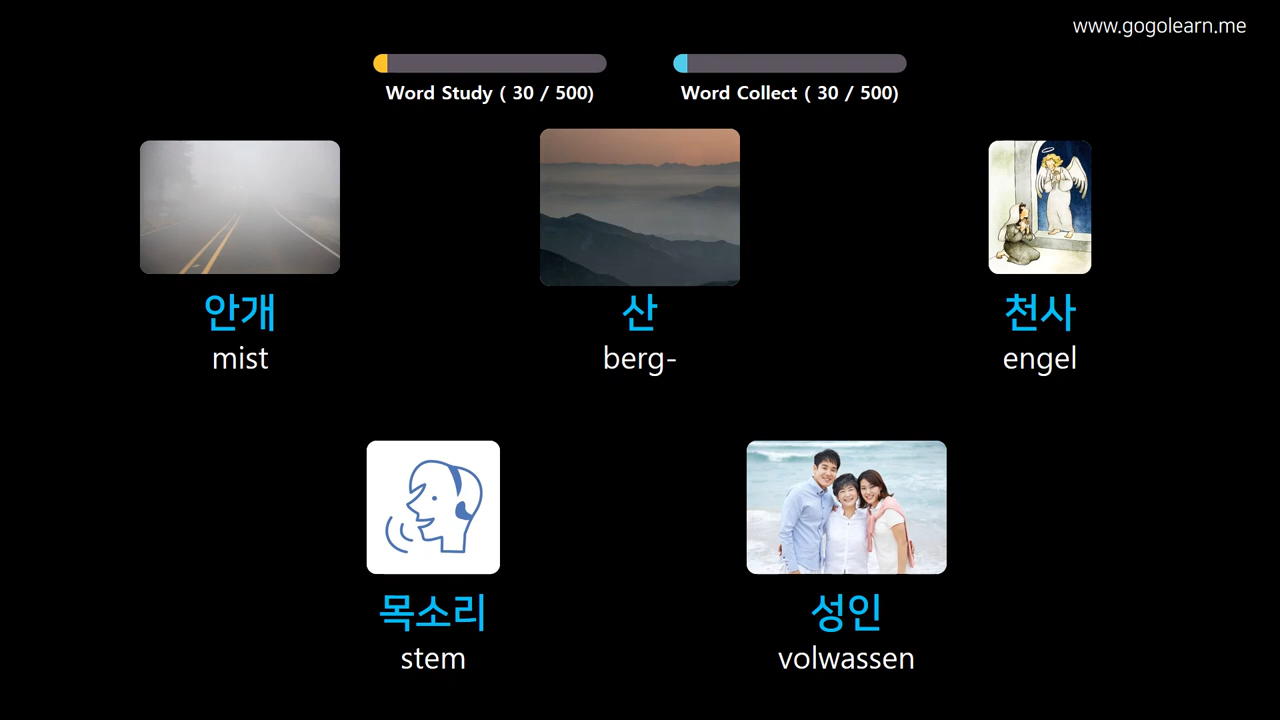 www.gogolearn.me
Word Study ( 30 / 500)
Word Collect ( 30 / 500)
안개
mist
산
berg-
천사
engel
목소리
stem
성인
volwassen